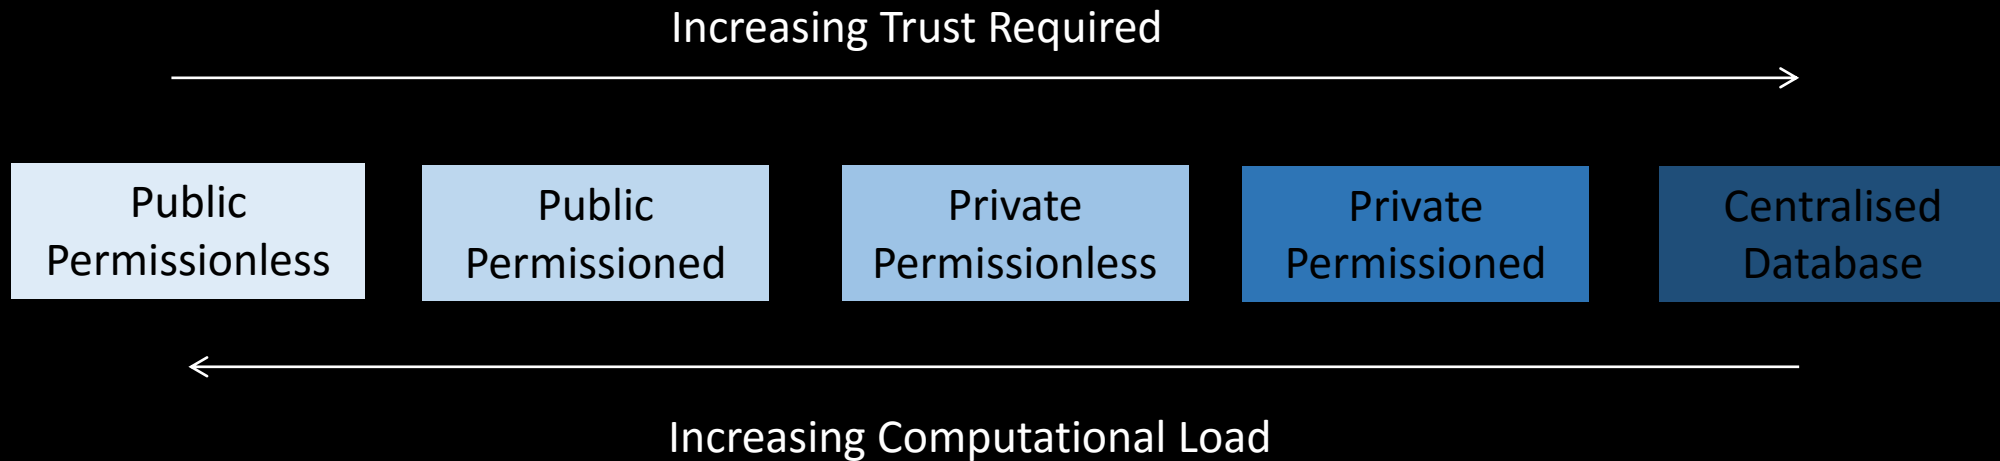 Increasing Trust Required
Public
Permissionless
Public
Permissioned
Private
Permissionless
Private
Permissioned
Centralised
Database
Increasing Computational Load